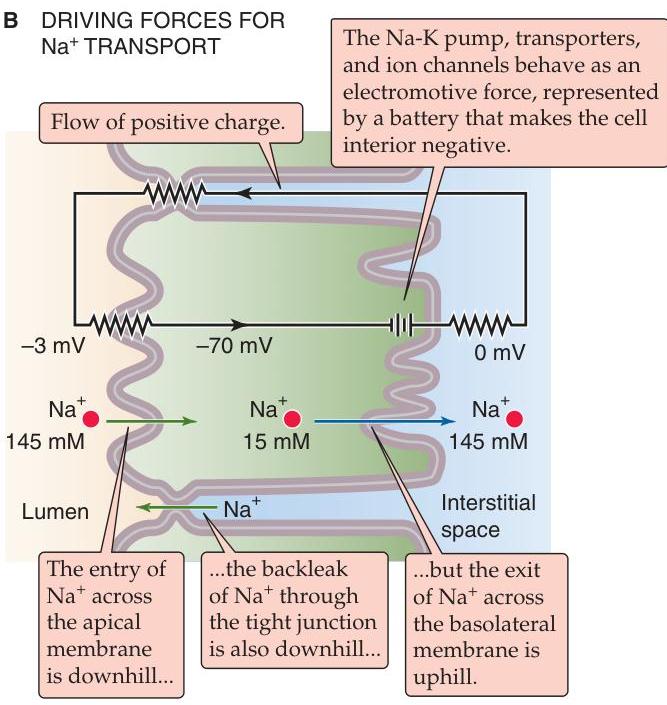 B DRIVING FORCES FOR
Na⁺ TRANSPORT
The Na-K pump, transporters,
and ion channels behave as an
electromotive force, represented
by a battery that makes the cell
interior negative.
Flow of positive charge.
–3 mV
–70 mV
0 mV
Na⁺
145 mM
Na⁺
15 mM
Na⁺
145 mM
Lumen
Na⁺
Interstitial
space
The entry of
Na⁺ across
the apical
membrane
is downhill...
...the backleak
of Na⁺ through
the tight junction
is also downhill...
...but the exit
of Na⁺ across
the basolateral
membrane is
uphill.